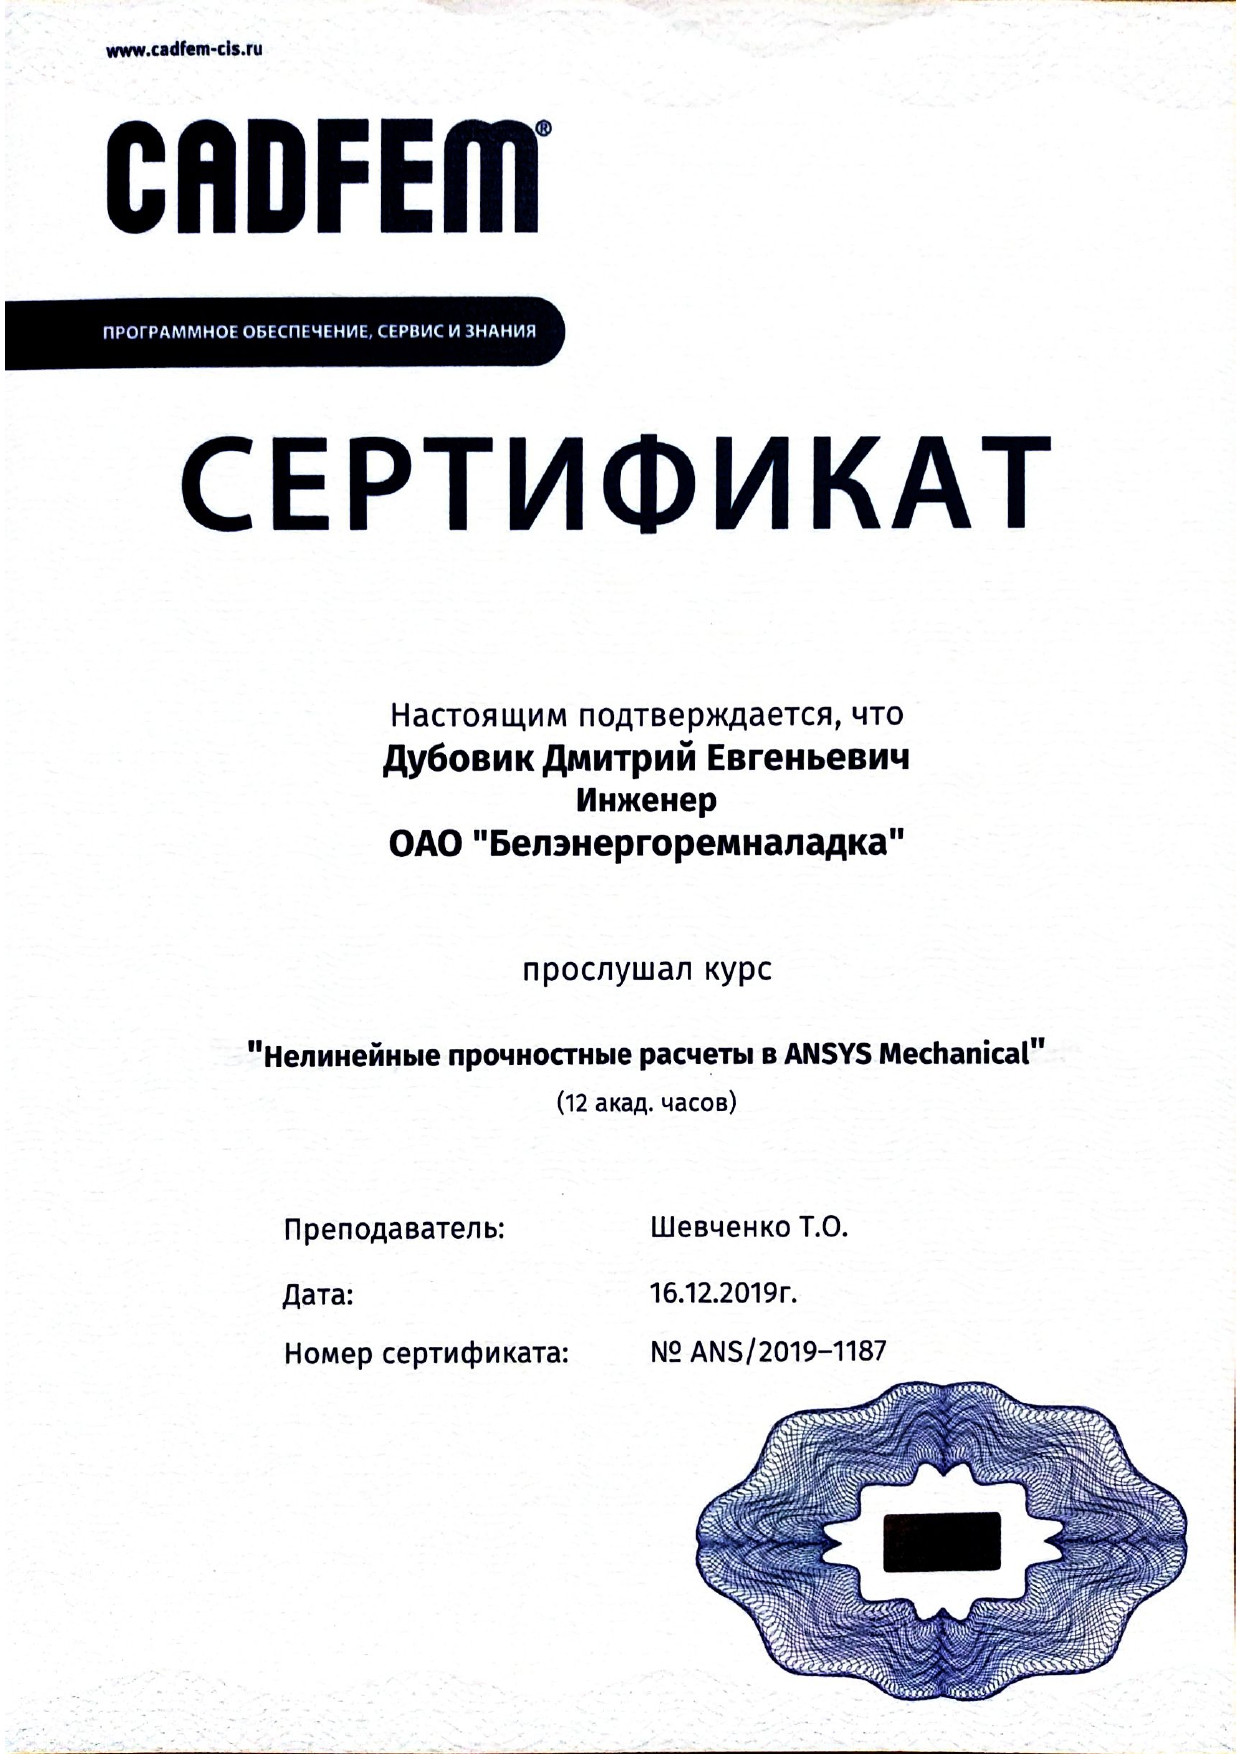 www.cadfem-cis.ru
CADFEM®
ПРОГРАММНОЕ ОБЕСПЕЧЕНИЕ, СЕРВИС И ЗНАНИЯ
СЕРТИФИКАТ
Настоящим подтверждается, что
Дубовик Дмитрий Евгеньевич
Инженер
ОАО "Белэнергоремналадка"
прослушал курс
"Нелинейные прочностные расчеты в ANSYS Mechanical"
(12 акад. часов)
Преподаватель: Шевченко Т.О.
Дата: 16.12.2019г.
Номер сертификата: № ANS/2019–1187